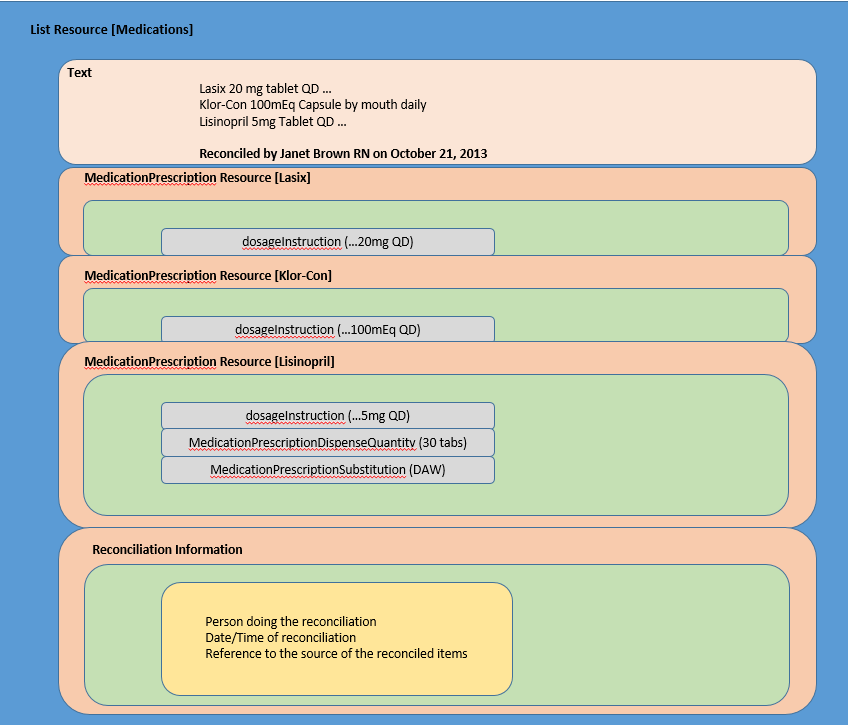 List Resource [Medications]
Text
Lasix 20 mg tablet QD ...
Klor-Con 100mEq Capsule by mouth daily
Lisinopril 5mg Tablet QD ...
Reconciled by Janet Brown RN on October 21, 2013
MedicationPrescription Resource [Lasix]
dosageInstruction (...20mg QD)
MedicationPrescription Resource [Klor-Con]
dosageInstruction (...100mEq QD)
MedicationPrescription Resource [Lisinopril]
dosageInstruction (...5mg QD)
MedicationPrescriptionDispenseQuantity (30 tabs)
MedicationPrescriptionSubstitution (DAW)
Reconciliation Information
Person doing the reconciliation
Date/Time of reconciliation
Reference to the source of the reconciled items